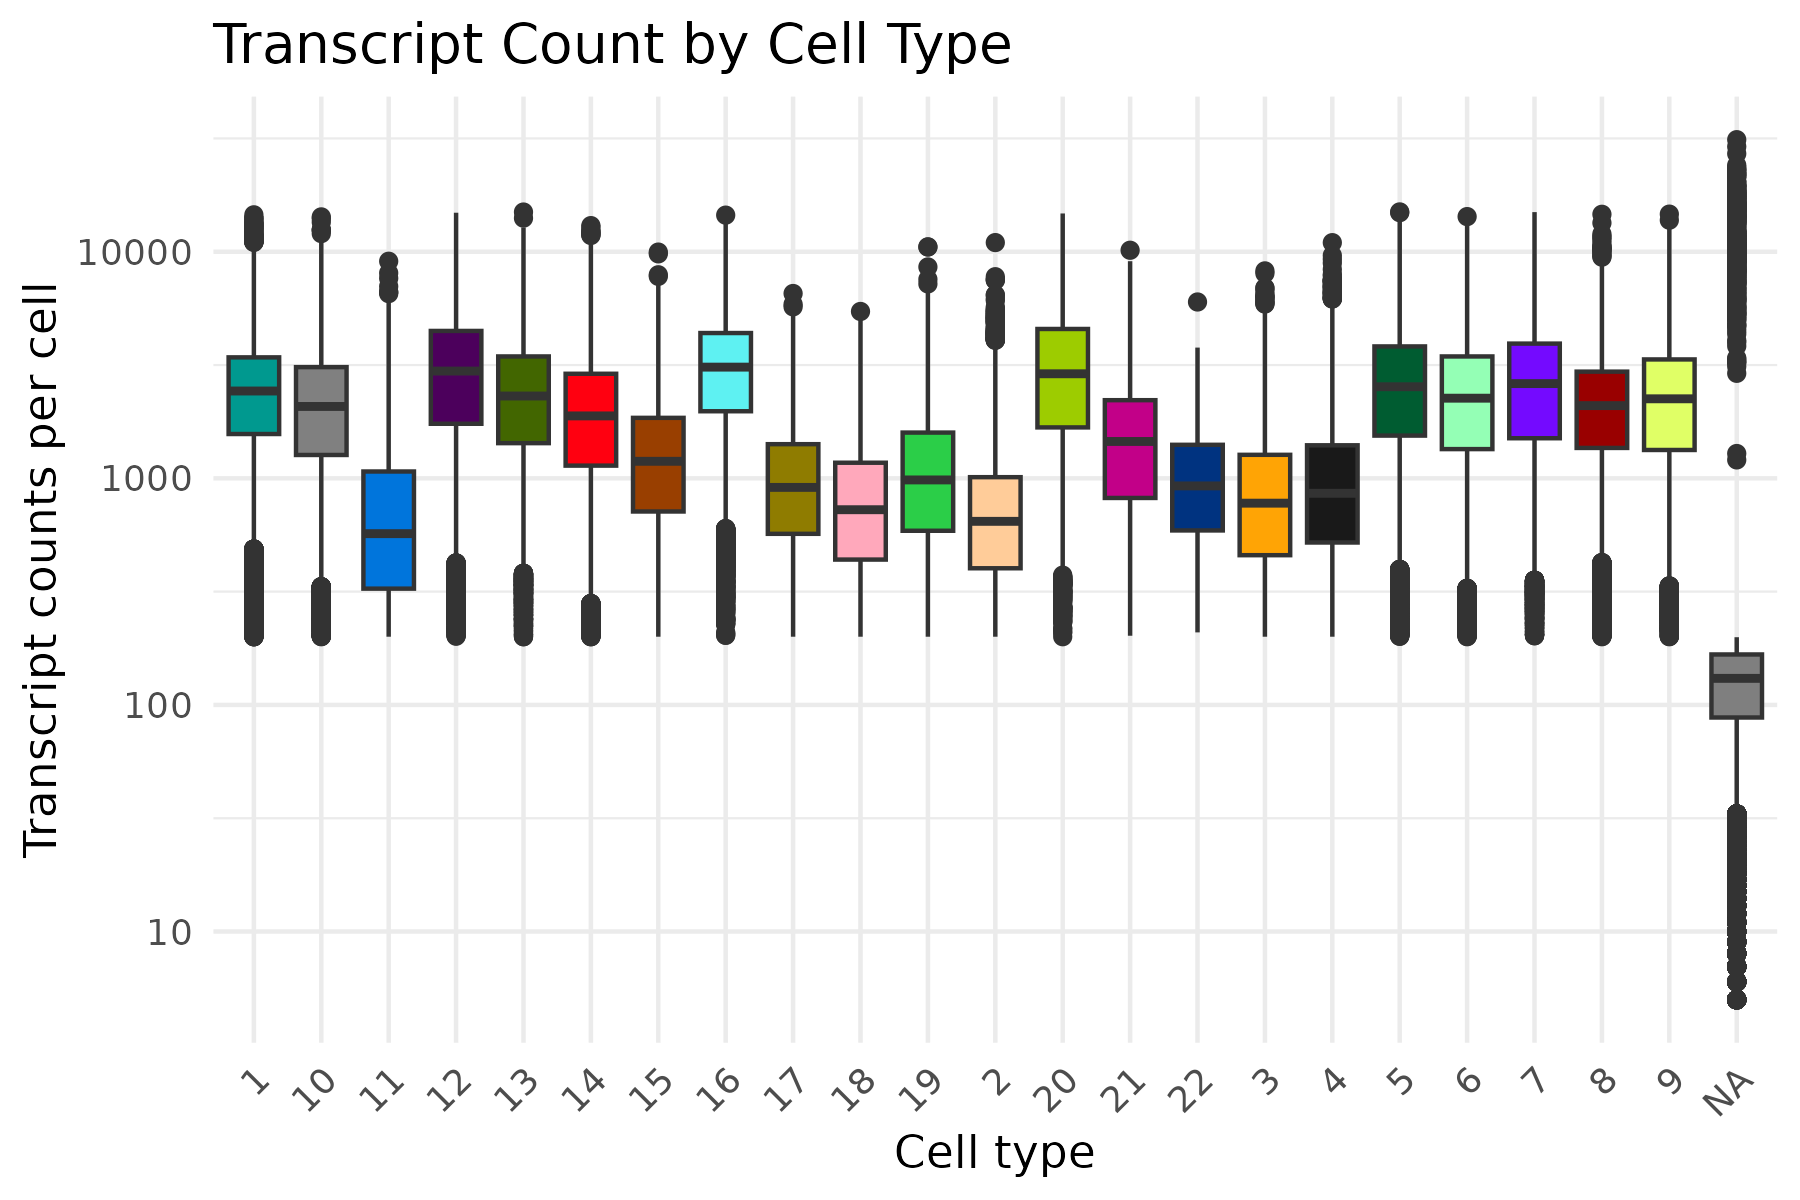 Transcript Count by Cell Type
Transcript counts per cell
10000
1000
100
10
1 10 11 12 13 14 15 16 17 18 19 2 20 21 22 3 4 5 6 7 8 9 NA
Cell type